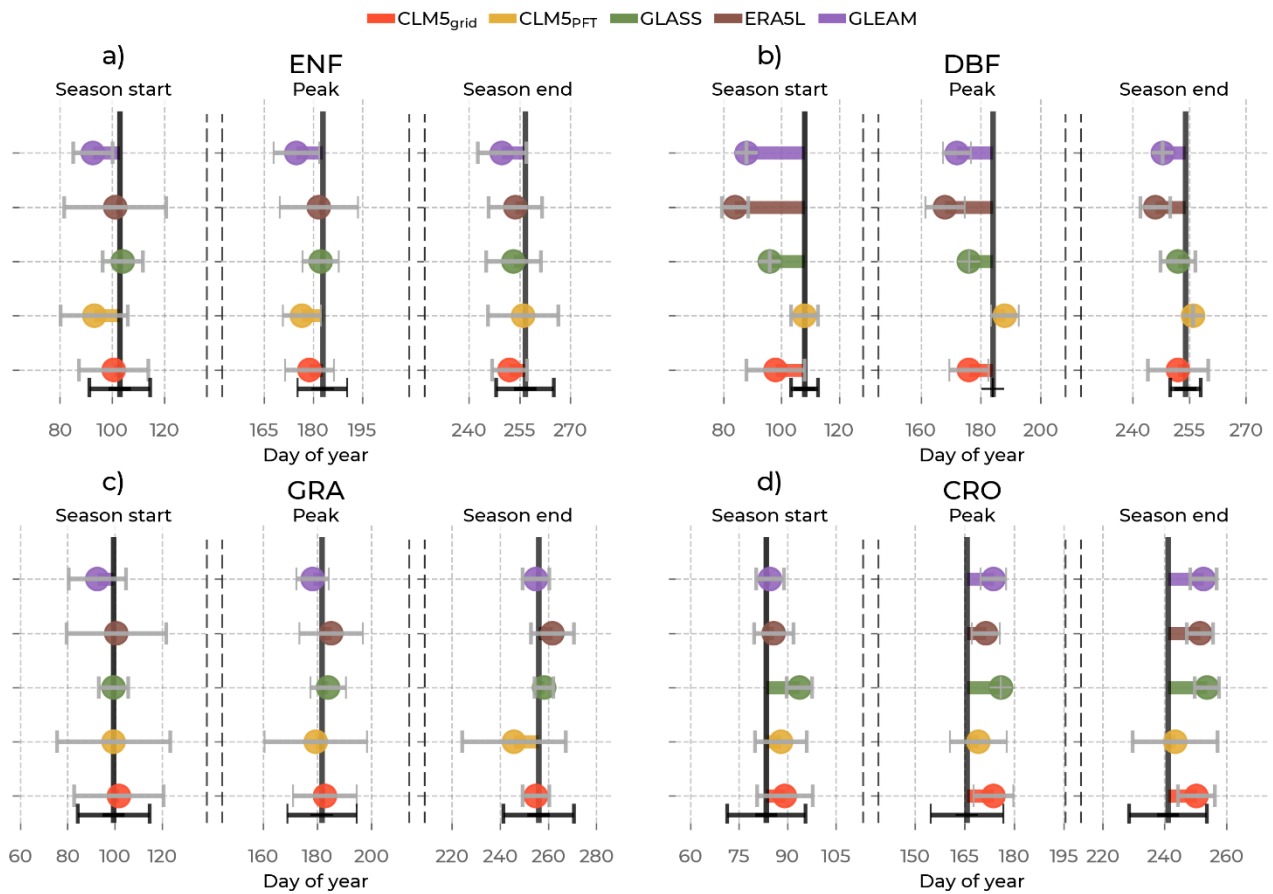 CLM5grid CLM5PFT GLASS ERA5L GLEAM
a) ENF
Season start Peak Season end
80 100 120 165 180 195 240 255 270
Day of year
b) DBF
Season start Peak Season end
80 100 120 160 180 200 240 255 270
Day of year
c) GRA
Season start Peak Season end
60 80 100 120 160 180 200 220 240 260 280
Day of year
d) CRO
Season start Peak Season end
60 75 90 105 150 165 180 195 220 240 260
Day of year